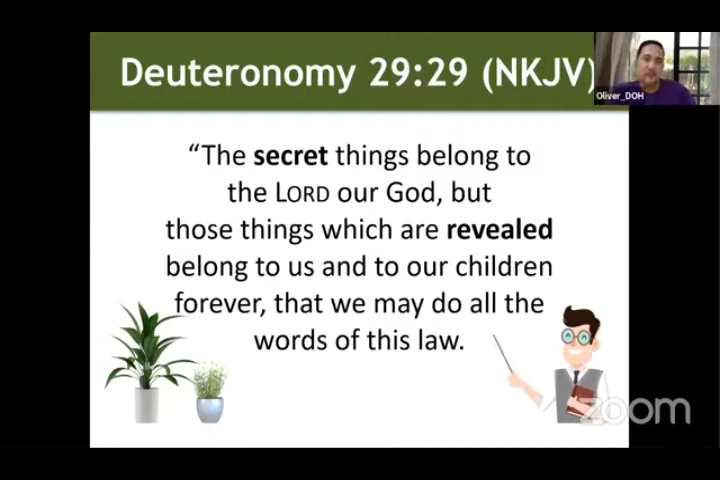 Deuteronomy 29:29 (NKJV)
Oliver_DOH
“The secret things belong to
the LORD our God, but
those things which are revealed
belong to us and to our children
forever, that we may do all the
words of this law.
zoom